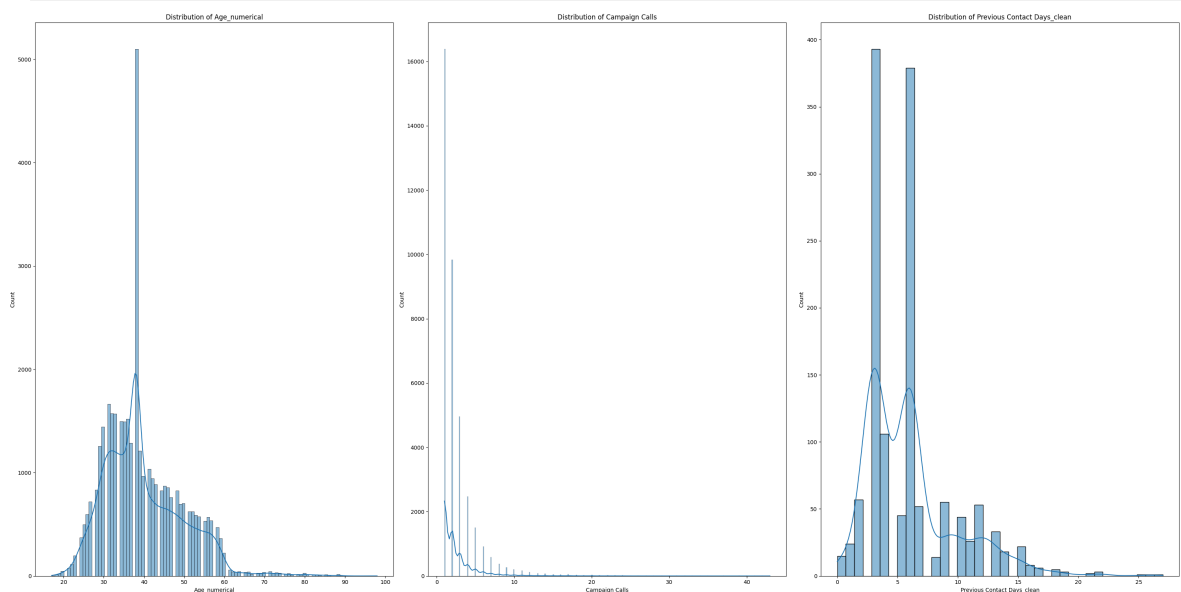 Distribution of Age_numerical
5000
4000
3000
2000
1000
0
Count
20 30 40 50 60 70 80 90 100
Age_numerical
Distribution of Campaign Calls
16000
14000
12000
10000
8000
6000
4000
2000
0
Count
0 10 20 30 40
Campaign Calls
Distribution of Previous Contact Days_clean
400
350
300
250
200
150
100
50
0
Count
0 5 10 15 20 25
Previous Contact Days_clean